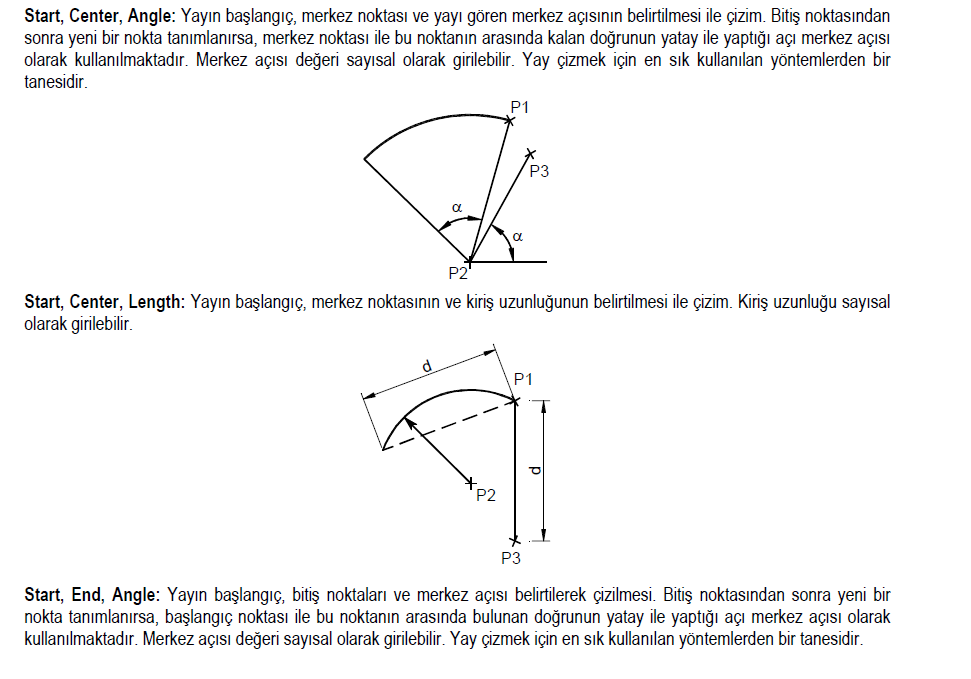 Start, Center, Angle: Yayın başlangıç, merkez noktası ve yayı gören merkez açısının belirtilmesi ile çizim. Bitiş noktasından
sonra yeni bir nokta tanımlanırsa, merkez noktası ile bu noktanın arasında kalan doğrunun yatay ile yaptığı açı merkez açısı
olarak kullanılmaktadır. Merkez açısı değeri sayısal olarak girilebilir. Yay çizmek için en sık kullanılan yöntemlerden bir
tanesidir.
P1
P3
α
α
P2
Start, Center, Length: Yayın başlangıç, merkez noktasının ve kiriş uzunluğunun belirtilmesi ile çizim. Kiriş uzunluğu sayısal
olarak girilebilir.
d
P1
d
P2
P3
Start, End, Angle: Yayın başlangıç, bitiş noktaları ve merkez açısı belirtilerek çizilmesi. Bitiş noktasından sonra yeni bir
nokta tanımlanırsa, başlangıç noktası ile bu noktanın arasında bulunan doğrunun yatay ile yaptığı açı merkez açısı olarak
kullanılmaktadır. Merkez açısı değeri sayısal olarak girilebilir. Yay çizmek için en sık kullanılan yöntemlerden bir tanesidir.